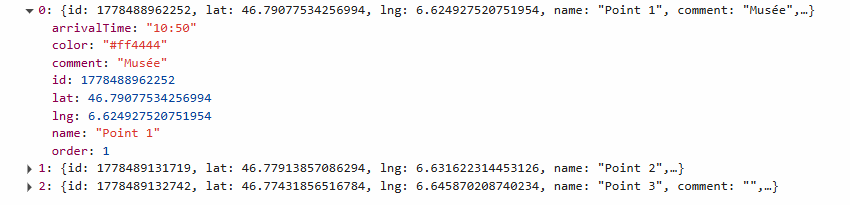 0: {id: 1778488962252, lat: 46.79077534256994, lng: 6.624927520751954, name: "Point 1", comment: "Musée",…}
arrivalTime: "10:50"
color: "#ff4444"
comment: "Musée"
id: 1778488962252
lat: 46.79077534256994
lng: 6.624927520751954
name: "Point 1"
order: 1
1: {id: 1778489131719, lat: 46.77913857086294, lng: 6.631622314453126, name: "Point 2",…}
2: {id: 1778489132742, lat: 46.77431856516784, lng: 6.645870208740234, name: "Point 3", comment: "",…}